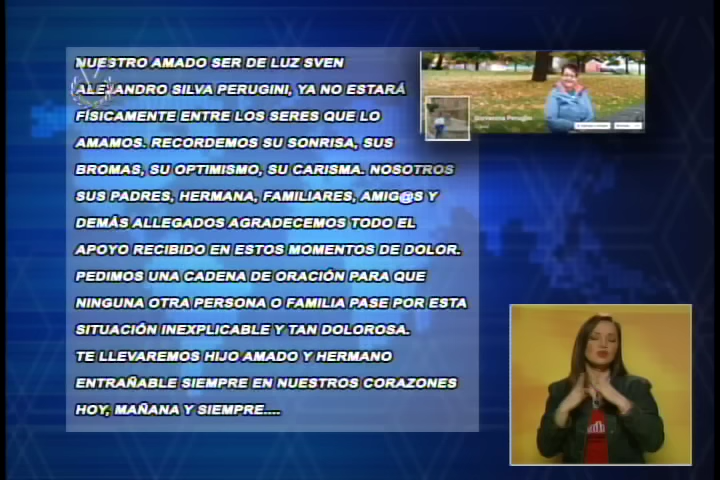 NUESTRO AMADO SER DE LUZ SVEN
ALEJANDRO SILVA PERUGINI, YA NO ESTARÁ
FÍSICAMENTE ENTRE LOS SERES QUE LO
AMAMOS. RECORDEMOS SU SONRISA, SUS
BROMAS, SU OPTIMISMO, SU CARISMA. NOSOTROS
SUS PADRES, HERMANA, FAMILIARES, AMIG@S Y
DEMÁS ALLEGADOS AGRADECEMOS TODO EL
APOYO RECIBIDO EN ESTOS MOMENTOS DE DOLOR.
PEDIMOS UNA CADENA DE ORACIÓN PARA QUE
NINGUNA OTRA PERSONA O FAMILIA PASE POR ESTA
SITUACIÓN INEXPLICABLE Y TAN DOLOROSA.
TE LLEVAREMOS HIJO AMADO Y HERMANO
ENTRAÑABLE SIEMPRE EN NUESTROS CORAZONES
HOY, MAÑANA Y SIEMPRE....